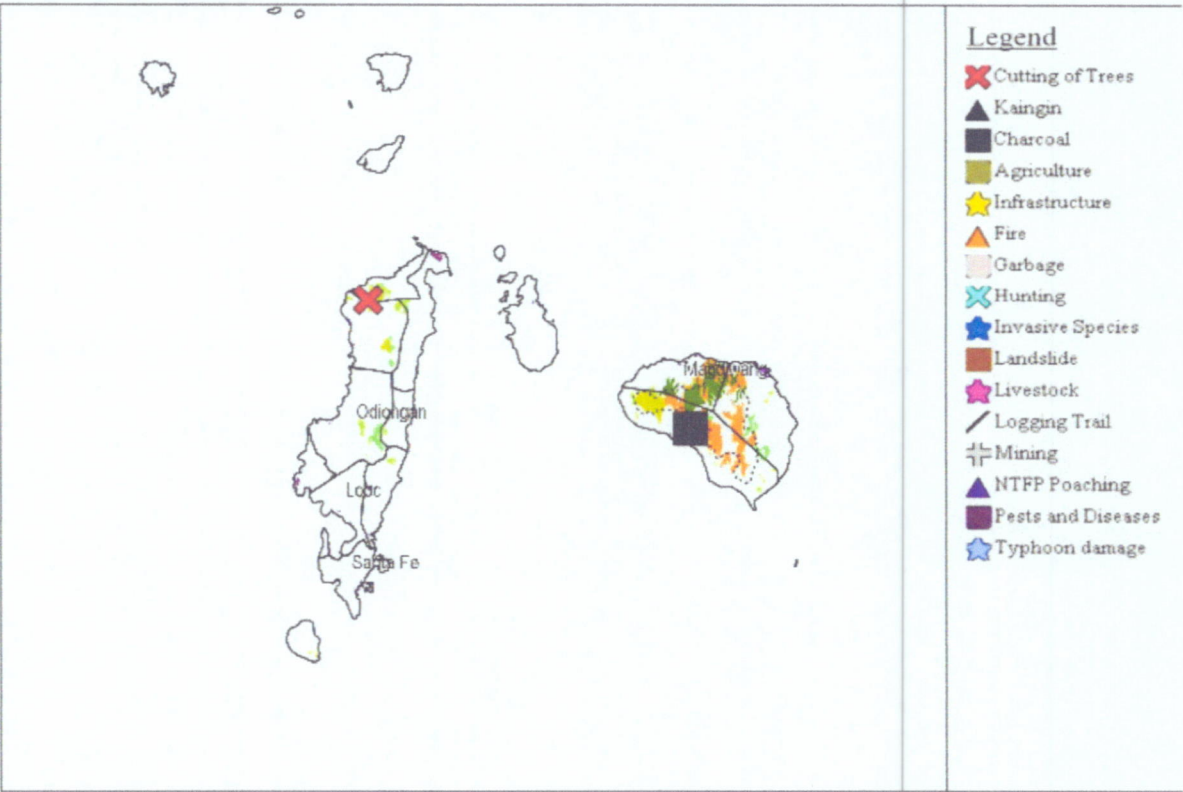 Legend
Cutting of Trees
Kaingin
Charcoal
Agriculture
Infrastructure
Fire
Garbage
Hunting
Invasive Species
Landslide
Livestock
Logging Trail
Mining
NTFP Poaching
Pests and Diseases
Typhoon damage
Odiongan
Looc
Santa Fe